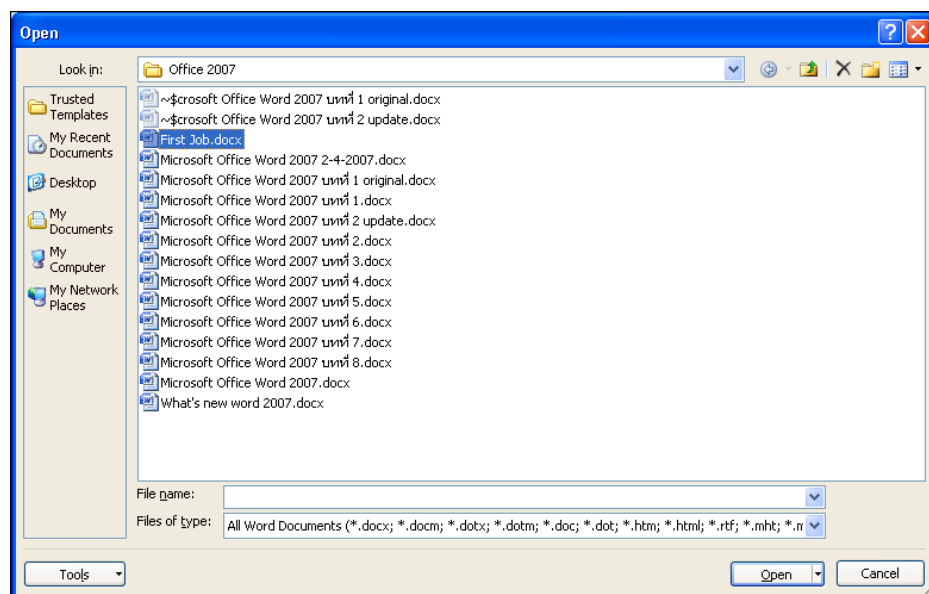 Open
Look in:
Office 2007
Trusted
Templates
My Recent
Documents
Desktop
My
Documents
My
Computer
My Network
Places
~$crosoft Office Word 2007 บทที่ 1 original.docx
~$crosoft Office Word 2007 บทที่ 2 update.docx
First Job.docx
Microsoft Office Word 2007 2-4-2007.docx
Microsoft Office Word 2007 บทที่ 1 original.docx
Microsoft Office Word 2007 บทที่ 1.docx
Microsoft Office Word 2007 บทที่ 2 update.docx
Microsoft Office Word 2007 บทที่ 2.docx
Microsoft Office Word 2007 บทที่ 3.docx
Microsoft Office Word 2007 บทที่ 4.docx
Microsoft Office Word 2007 บทที่ 5.docx
Microsoft Office Word 2007 บทที่ 6.docx
Microsoft Office Word 2007 บทที่ 7.docx
Microsoft Office Word 2007 บทที่ 8.docx
Microsoft Office Word 2007.docx
What's new word 2007.docx
File name:
Files of type:
All Word Documents (*.docx; *.docm; *.dotx; *.dotm; *.doc; *.dot; *.htm; *.html; *.rtf; *.mht; *.m
Tools
Open
Cancel